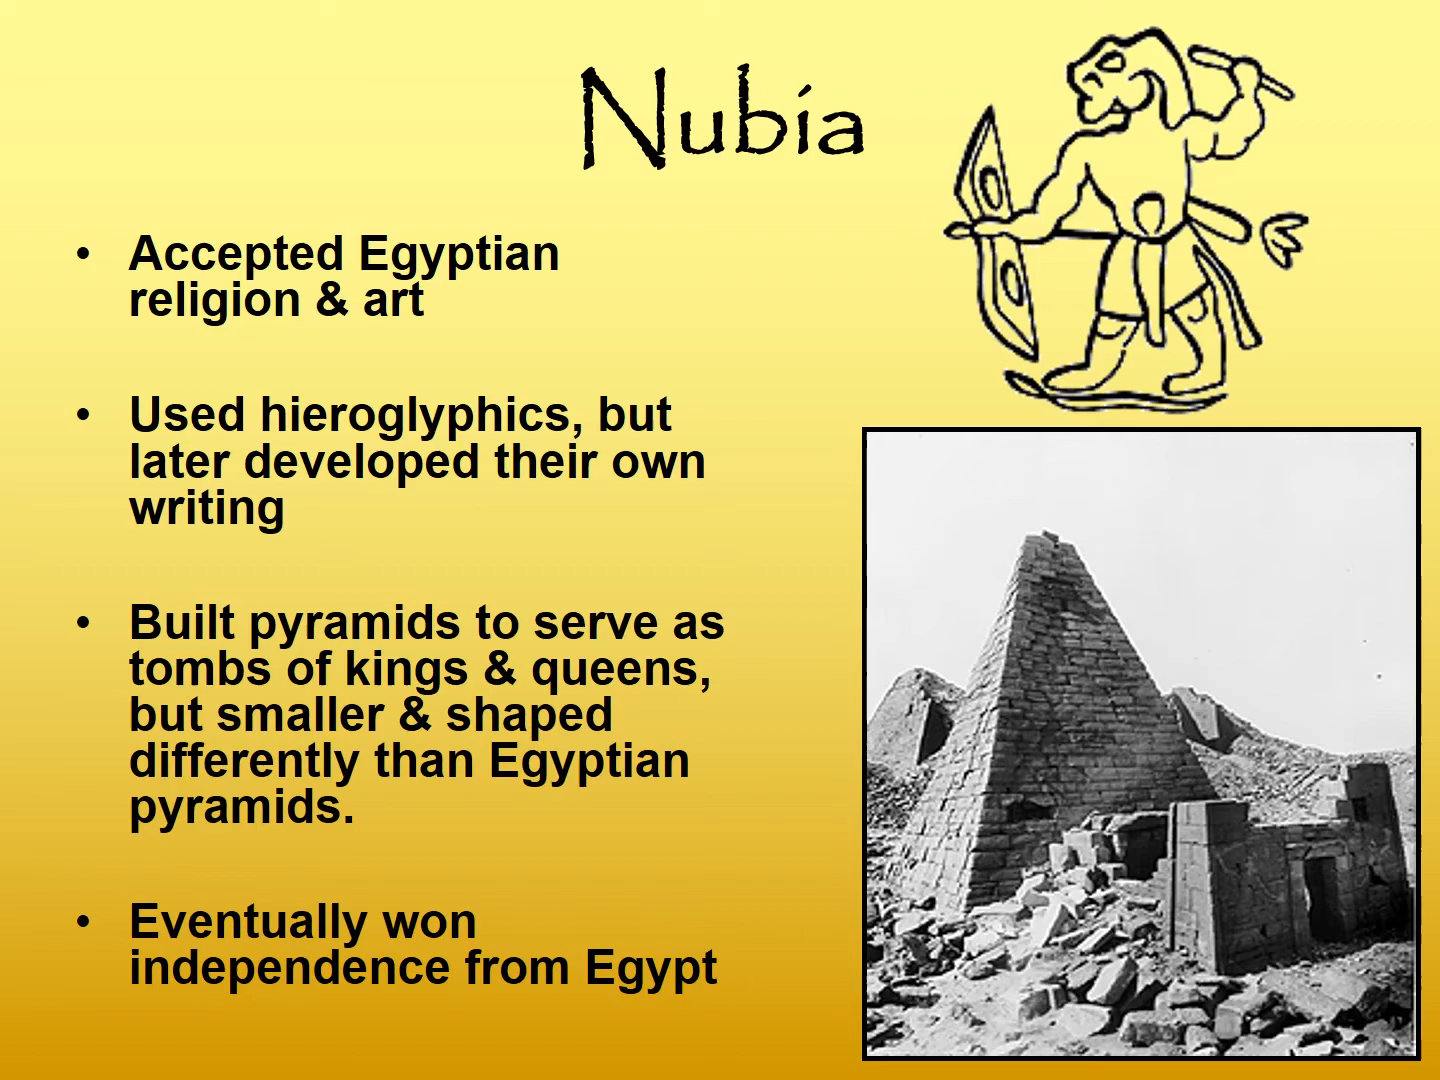 Nubia
• Accepted Egyptian
religion & art
• Used hieroglyphics, but
later developed their own
writing
• Built pyramids to serve as
tombs of kings & queens,
but smaller & shaped
differently than Egyptian
pyramids.
• Eventually won
independence from Egypt